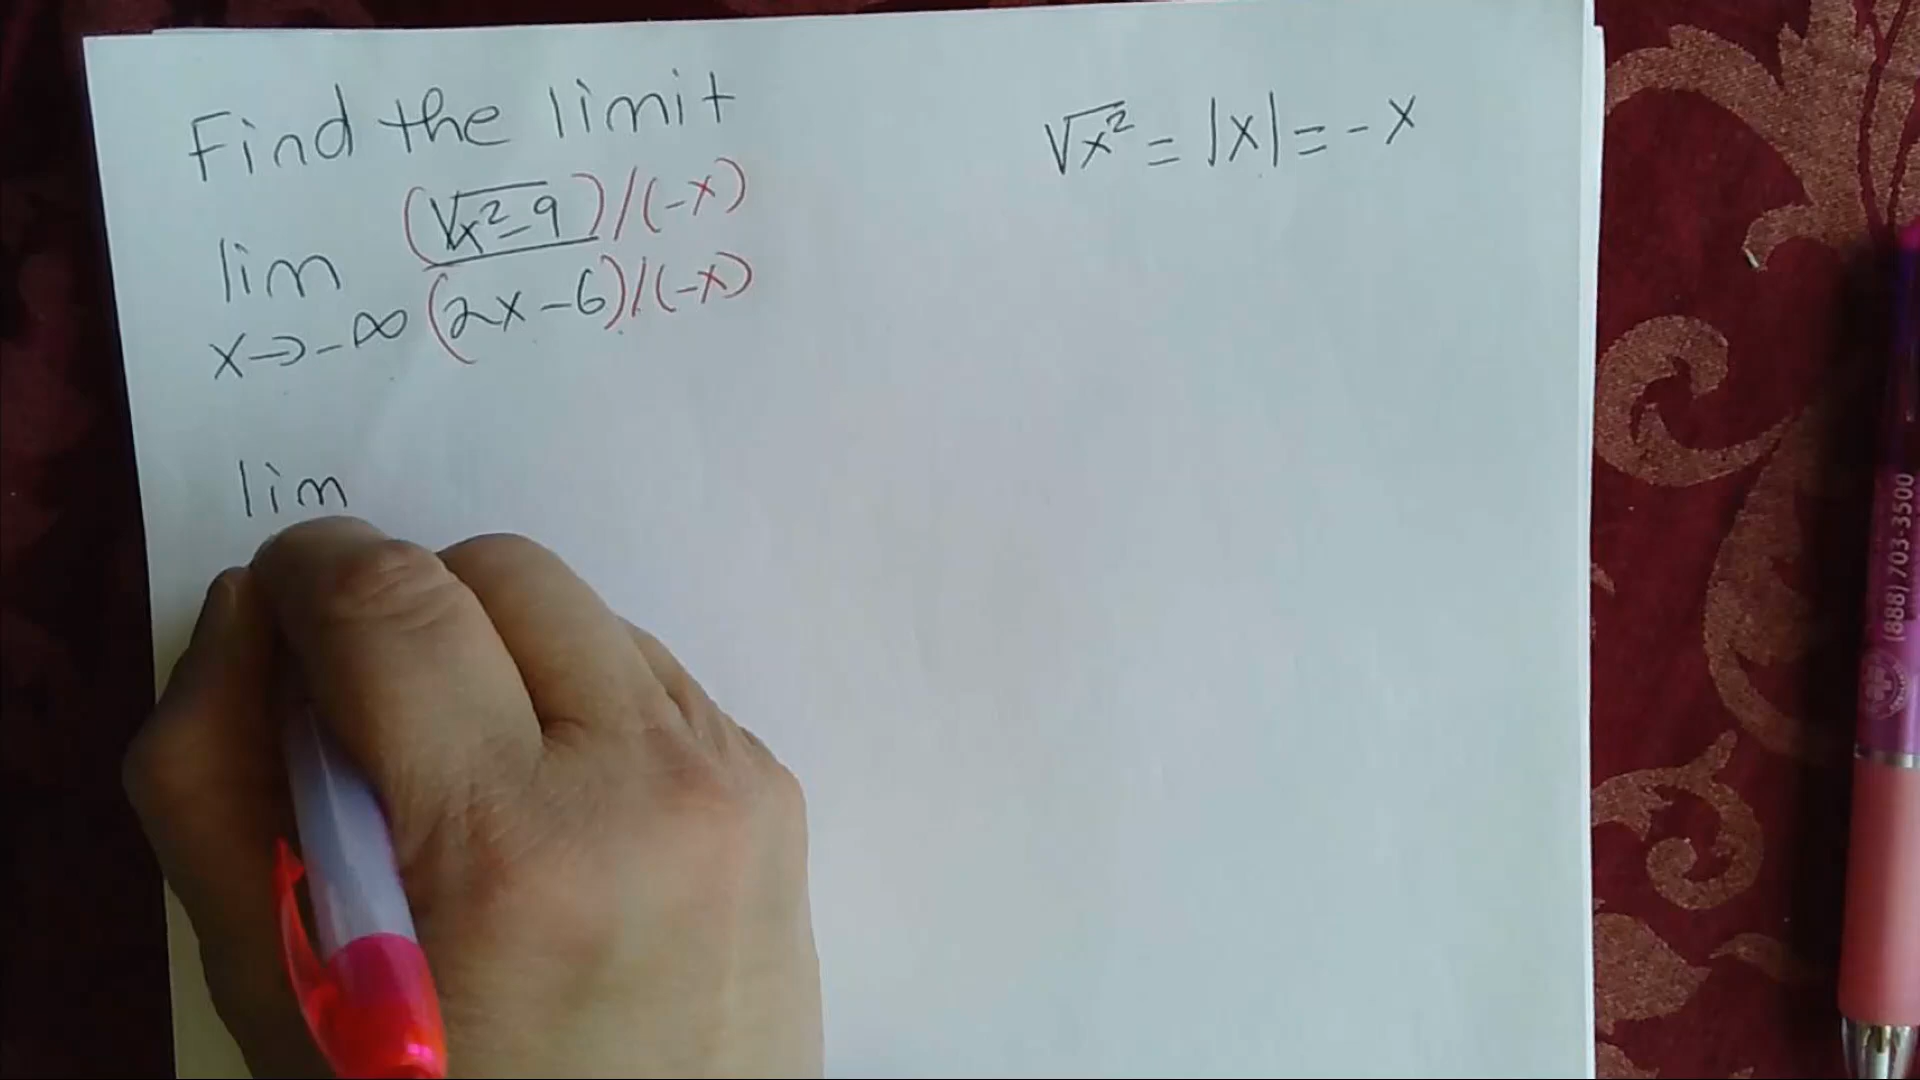 Find the limit
√x² = |x| = -x
lim (√x²-9)/(-x)
x→-∞ (2x-6)/(-x)
lim
(888) 703-3500